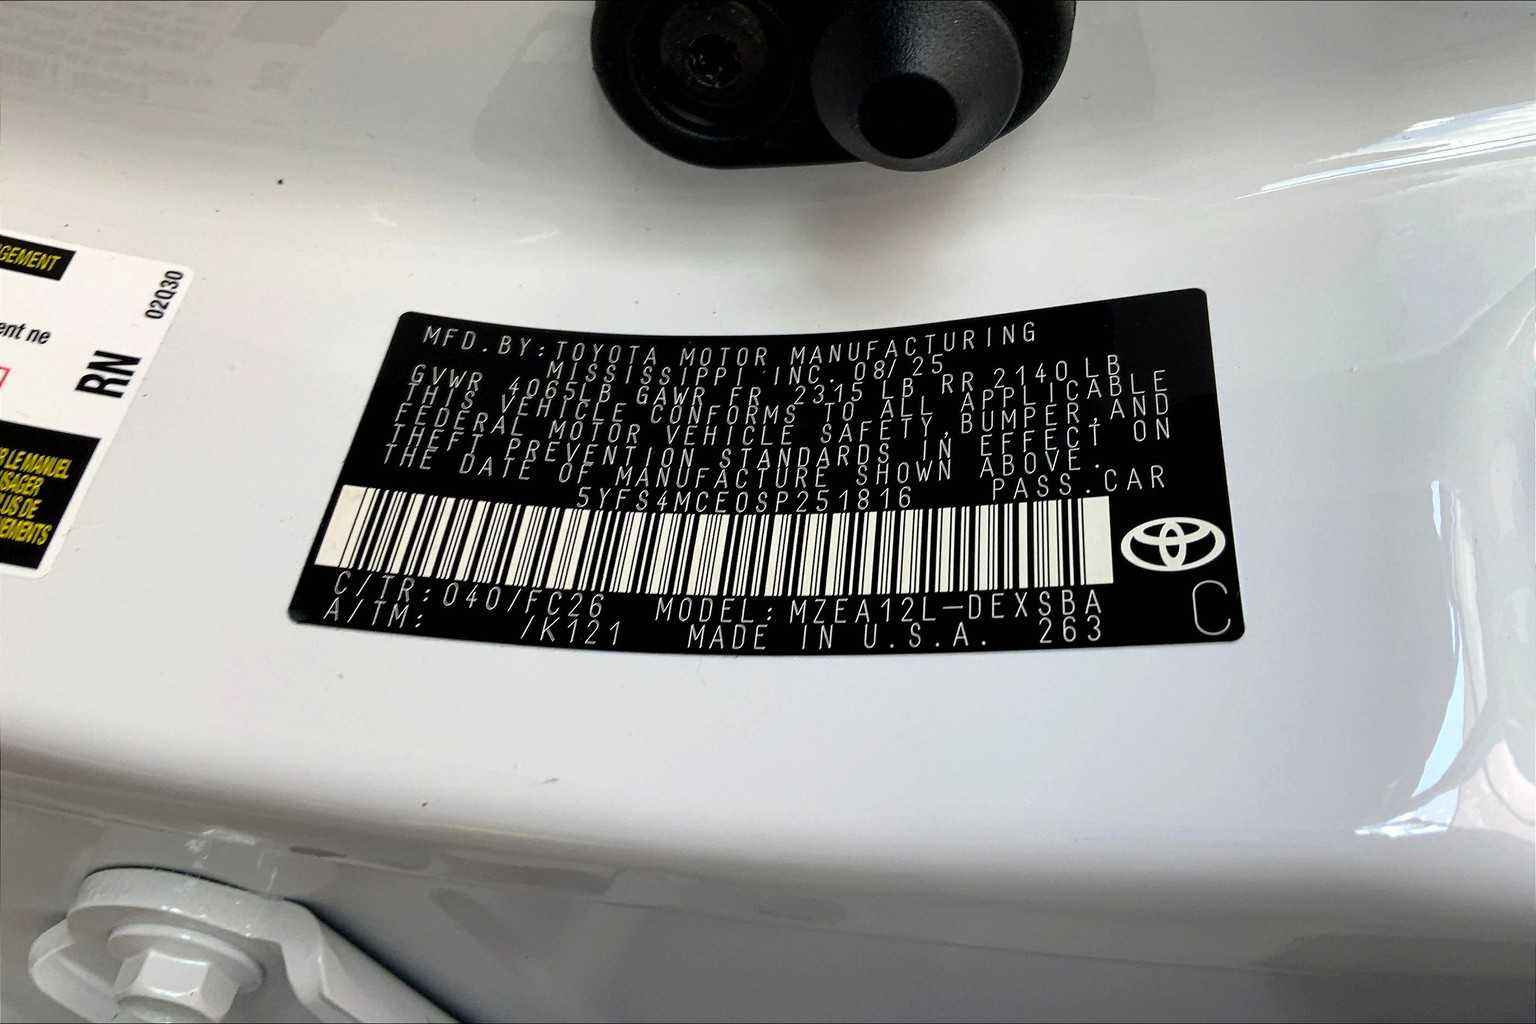 GEMENT
ent ne
02Q30
RN
LE MANUEL
USAGER
LUS DE
NEMENTS
MFD.BY:TOYOTA MOTOR MANUFACTURING
MISSISSIPPI INC. 08/25
GVWR 4065LB GAWR FR 2315 LB RR 2140 LB
THIS VEHICLE CONFORMS TO ALL APPLICABLE
FEDERAL MOTOR VEHICLE SAFETY,BUMPER,AND
THEFT PREVENTION STANDARDS IN EFFECT ON
THE DATE OF MANUFACTURE SHOWN ABOVE.
5YFS4MCE0SP251816 PASS.CAR
C/TR:040/FC26 MODEL:MZEA12L-DEXSBA
A/TM: /K121 MADE IN U.S.A. 263
C